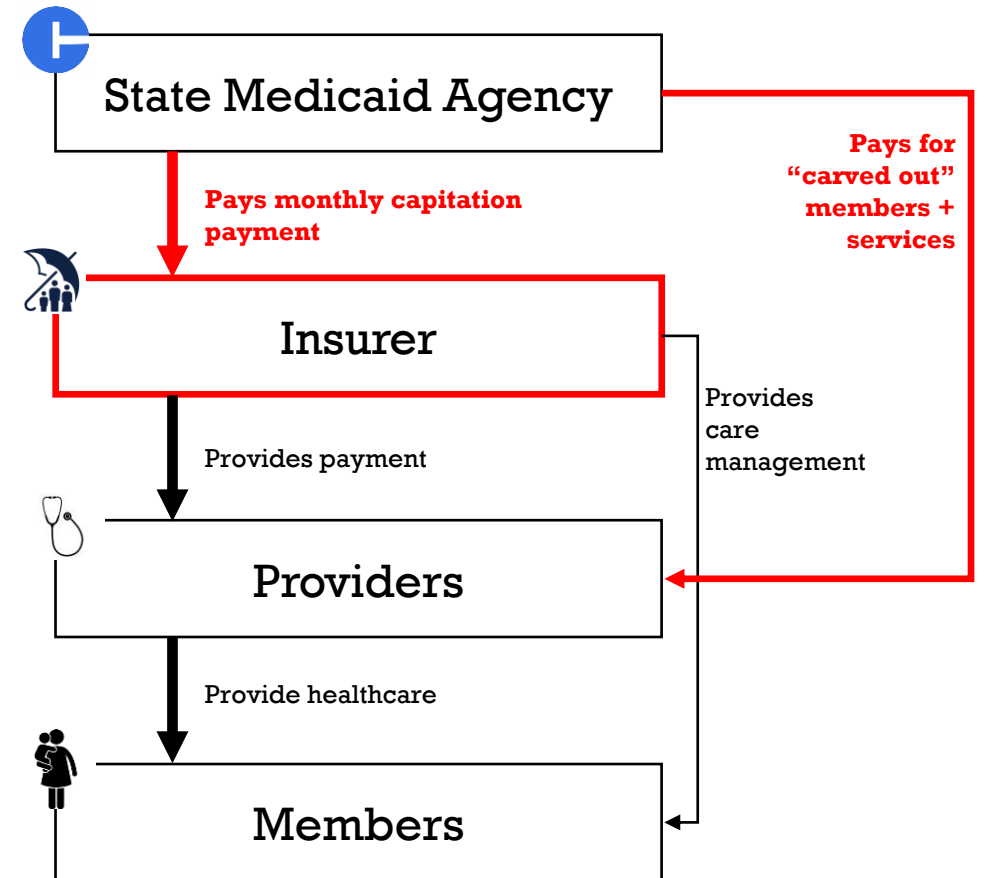 State Medicaid Agency
Pays monthly capitation
payment
Pays for
“carved out”
members +
services
Insurer
Provides payment
Provides
care
management
Providers
Provide healthcare
Members